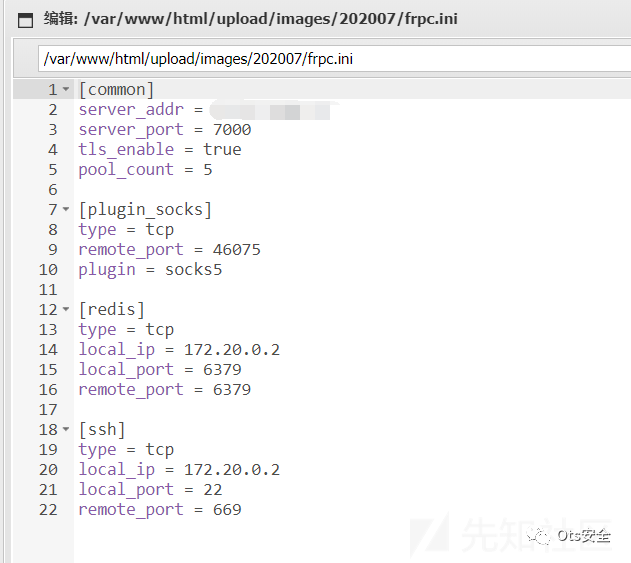 编辑: /var/www/html/upload/images/202007/frpc.ini
/var/www/html/upload/images/202007/frpc.ini
1 [common]
2 server_addr =
3 server_port = 7000
4 tls_enable = true
5 pool_count = 5
6
7 [plugin_socks]
8 type = tcp
9 remote_port = 46075
10 plugin = socks5
11
12 [redis]
13 type = tcp
14 local_ip = 172.20.0.2
15 local_port = 6379
16 remote_port = 6379
17
18 [ssh]
19 type = tcp
20 local_ip = 172.20.0.2
21 local_port = 22
22 remote_port = 669
先知社区
Ots安全